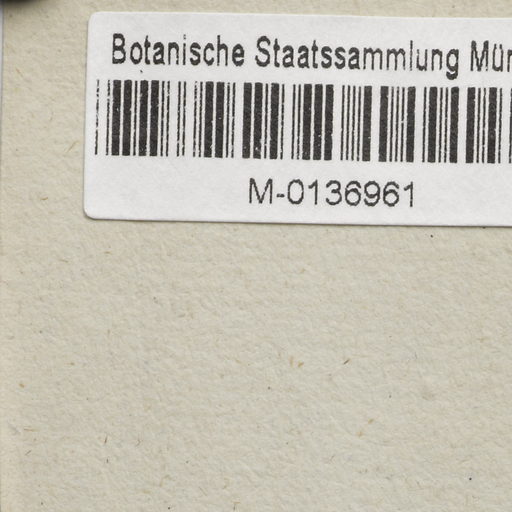 Botanische Staatssammlung Mün
M-0136961